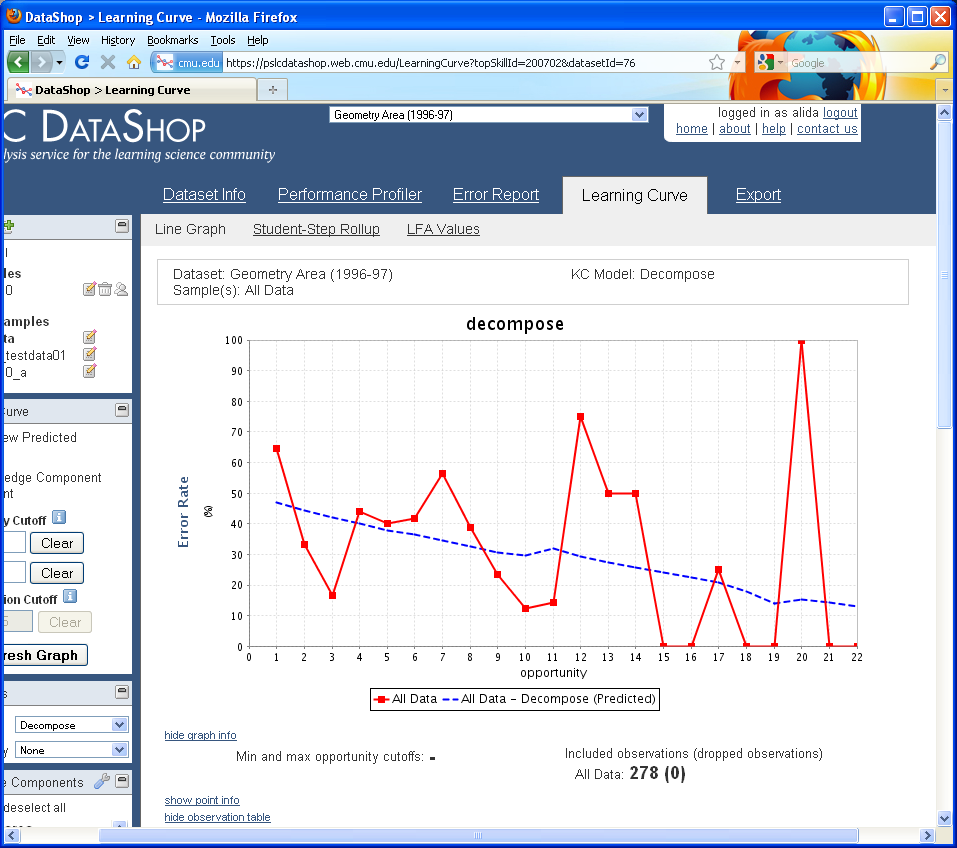 DataShop > Learning Curve - Mozilla Firefox
File Edit View History Bookmarks Tools Help
cmu.edu https://pslcdatashop.web.cmu.edu/LearningCurve?topSkillId=200702&datasetId=76
Google
DataShop > Learning Curve
C DATASHOP
alysis service for the learning science community
Geometry Area (1996-97)
logged in as alida logout
home | about | help | contact us
Dataset Info Performance Profiler Error Report Learning Curve Export
Line Graph Student-Step Rollup LFA Values
les
0
amples
ta
_testdata01
0_a
urve
ew Predicted
edge Component
nt
y Cutoff
Clear
Clear
ion Cutoff
5 Clear
resh Graph
s
Decompose
y None
e Components
deselect all
Dataset: Geometry Area (1996-97) KC Model: Decompose
Sample(s): All Data
decompose
100
90
80
70
60
50
40
30
20
10
0
Error Rate
(%)
0 1 2 3 4 5 6 7 8 9 10 11 12 13 14 15 16 17 18 19 20 21 22
opportunity
All Data All Data - Decompose (Predicted)
hide graph info
Min and max opportunity cutoffs: -
Included observations (dropped observations)
All Data: 278 (0)
show point info
hide observation table